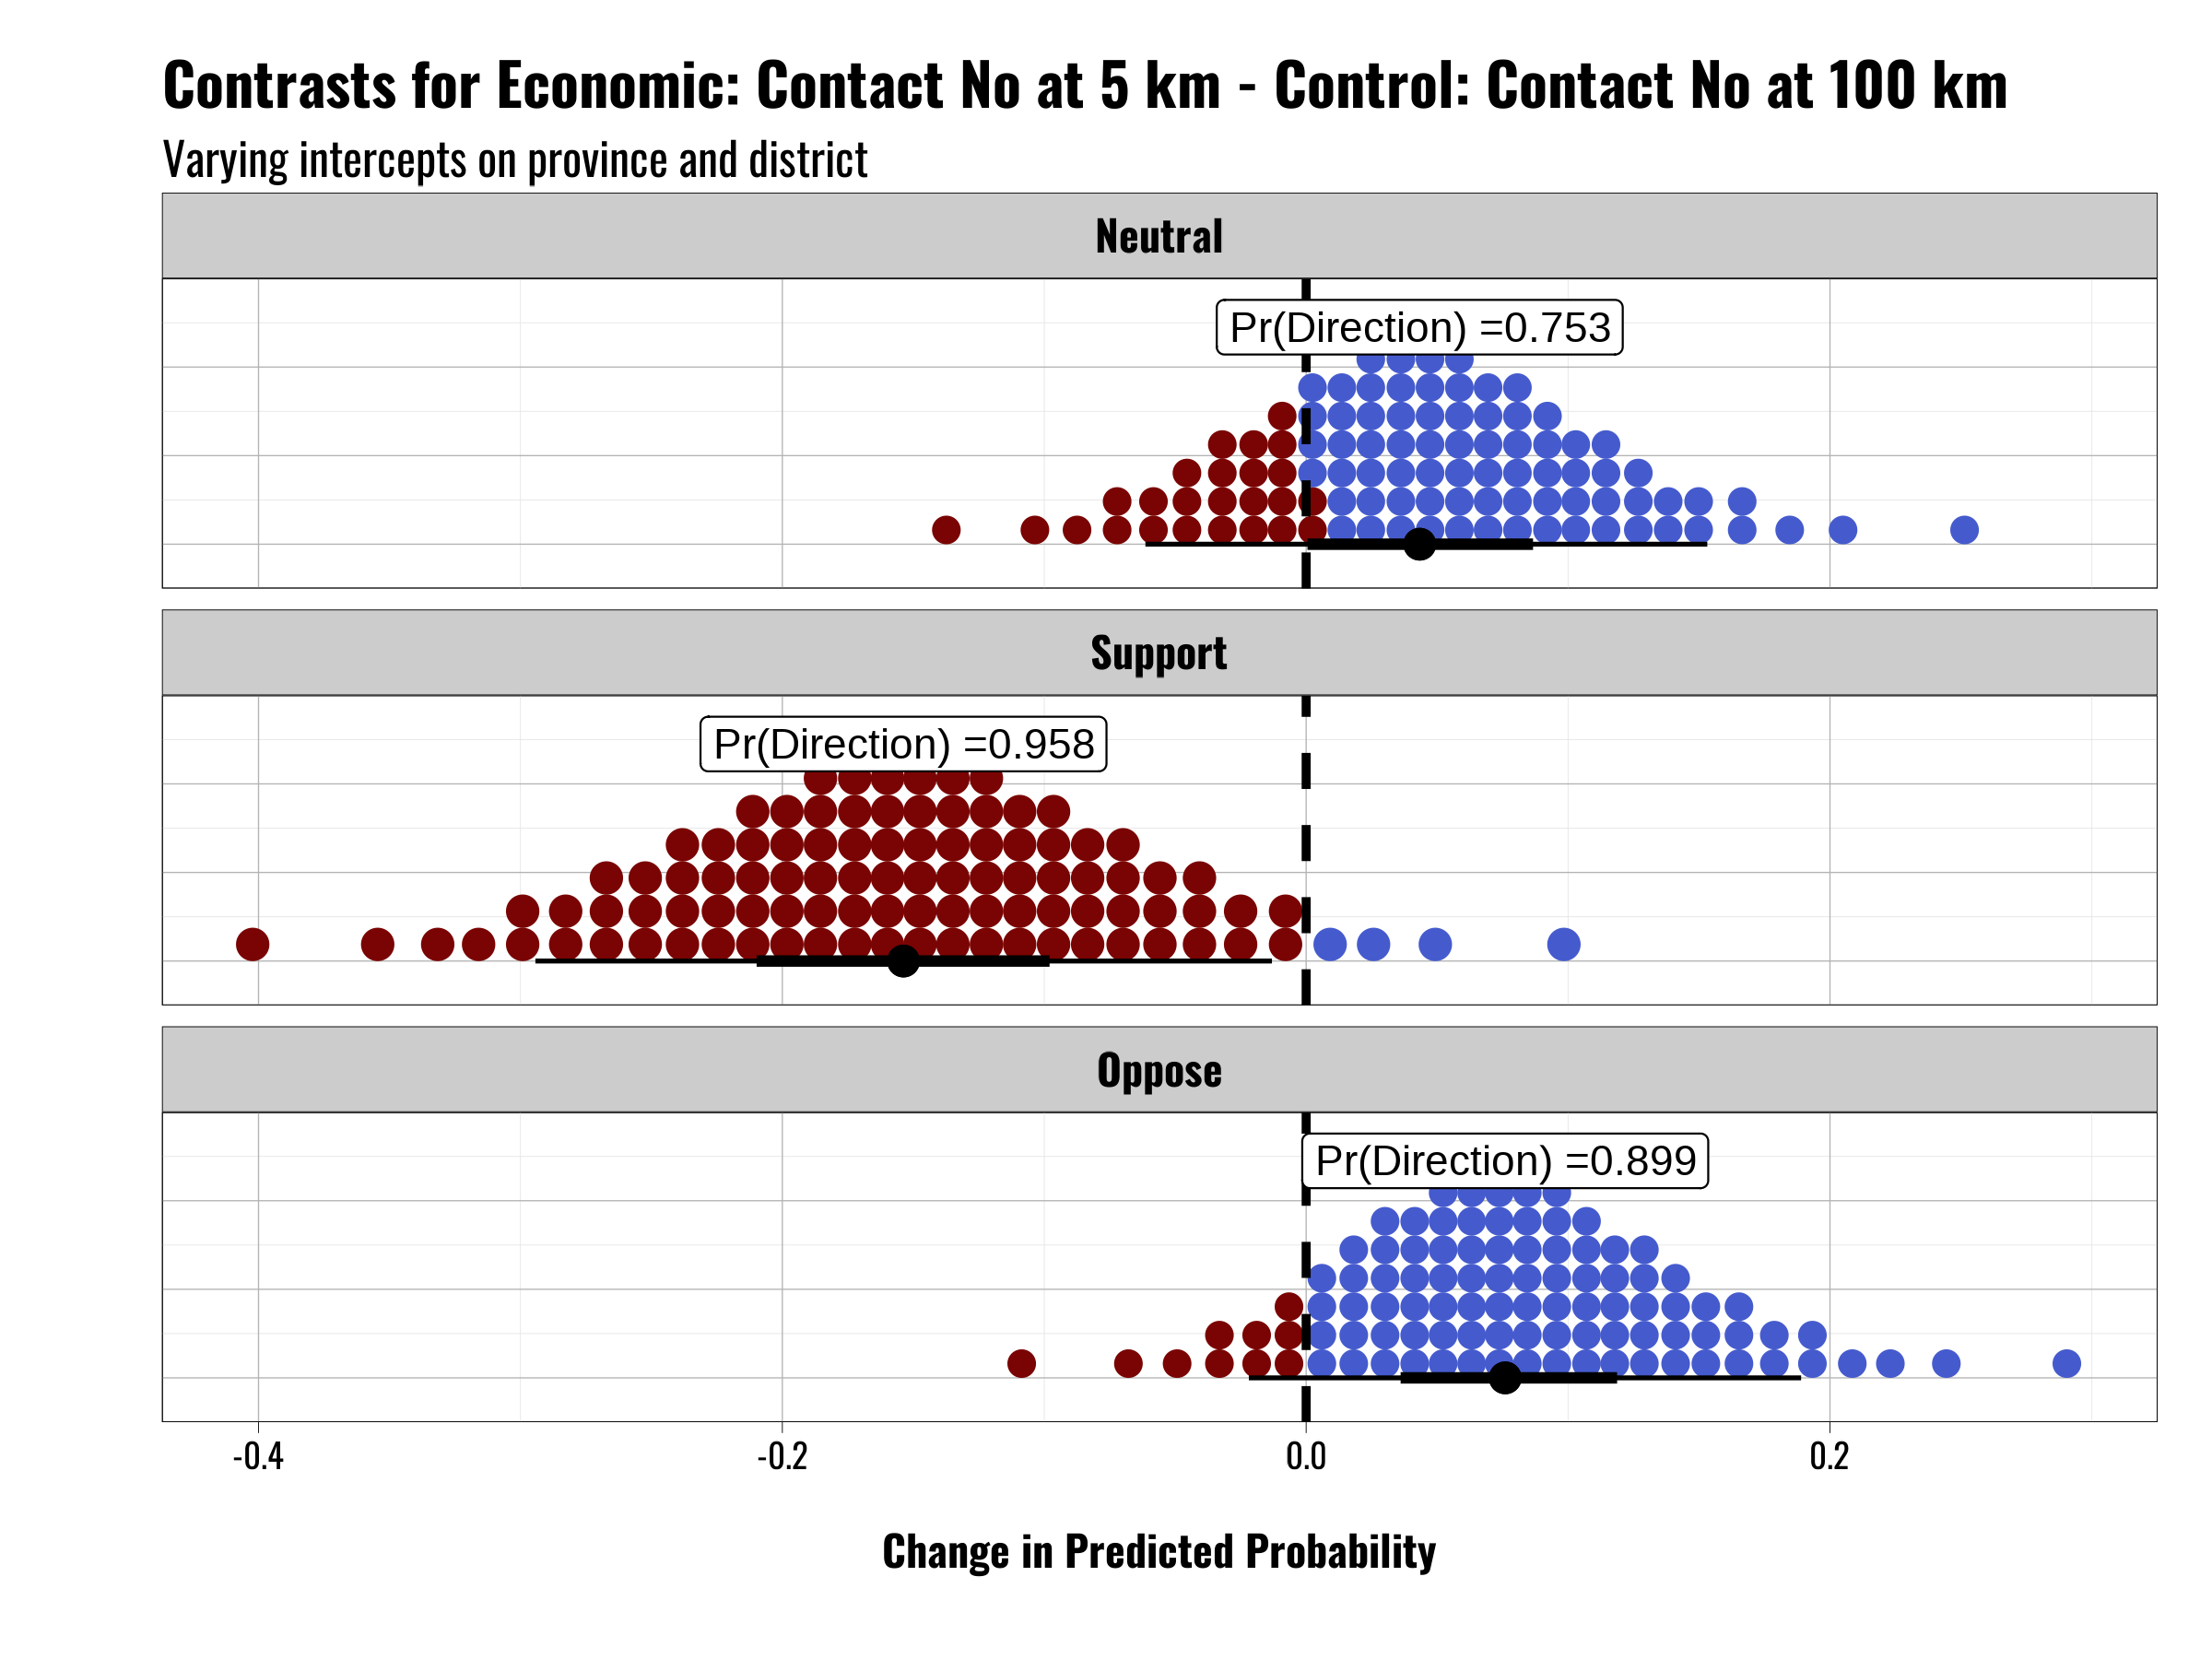 Contrasts for Economic: Contact No at 5 km - Control: Contact No at 100 km
Varying intercepts on province and district
Neutral
Pr(Direction) =0.753
Support
Pr(Direction) =0.958
Oppose
Pr(Direction) =0.899
-0.4 -0.2 0.0 0.2
Change in Predicted Probability